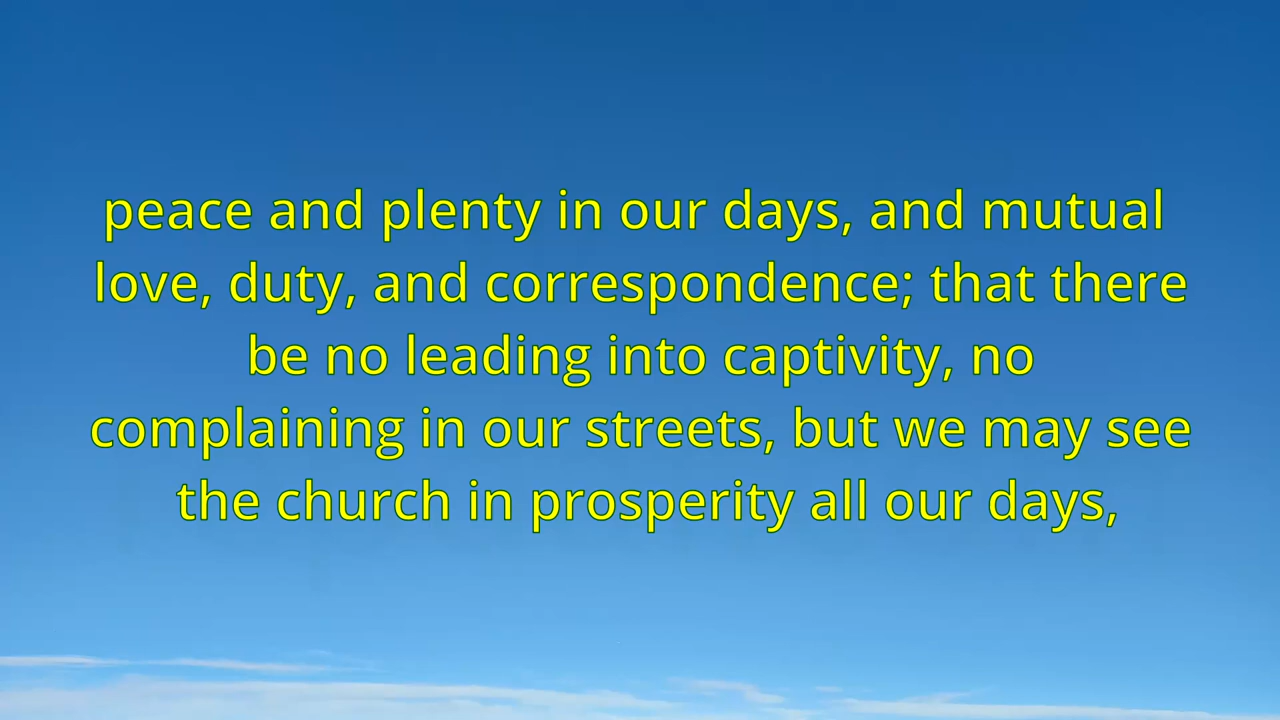 peace and plenty in our days, and mutual
love, duty, and correspondence; that there
be no leading into captivity, no
complaining in our streets, but we may see
the church in prosperity all our days,